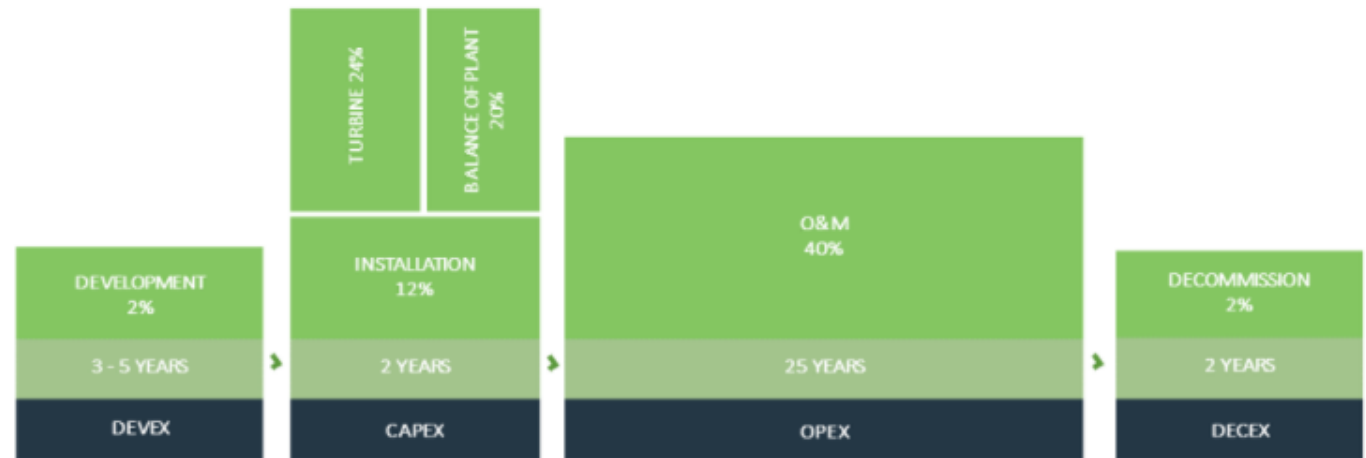 TURBINE 24%
BALANCE OF PLANT
20%
DEVELOPMENT
2%
INSTALLATION
12%
O&M
40%
DECOMMISSION
2%
3 - 5 YEARS
2 YEARS
25 YEARS
2 YEARS
DEVEX
CAPEX
OPEX
DECEX